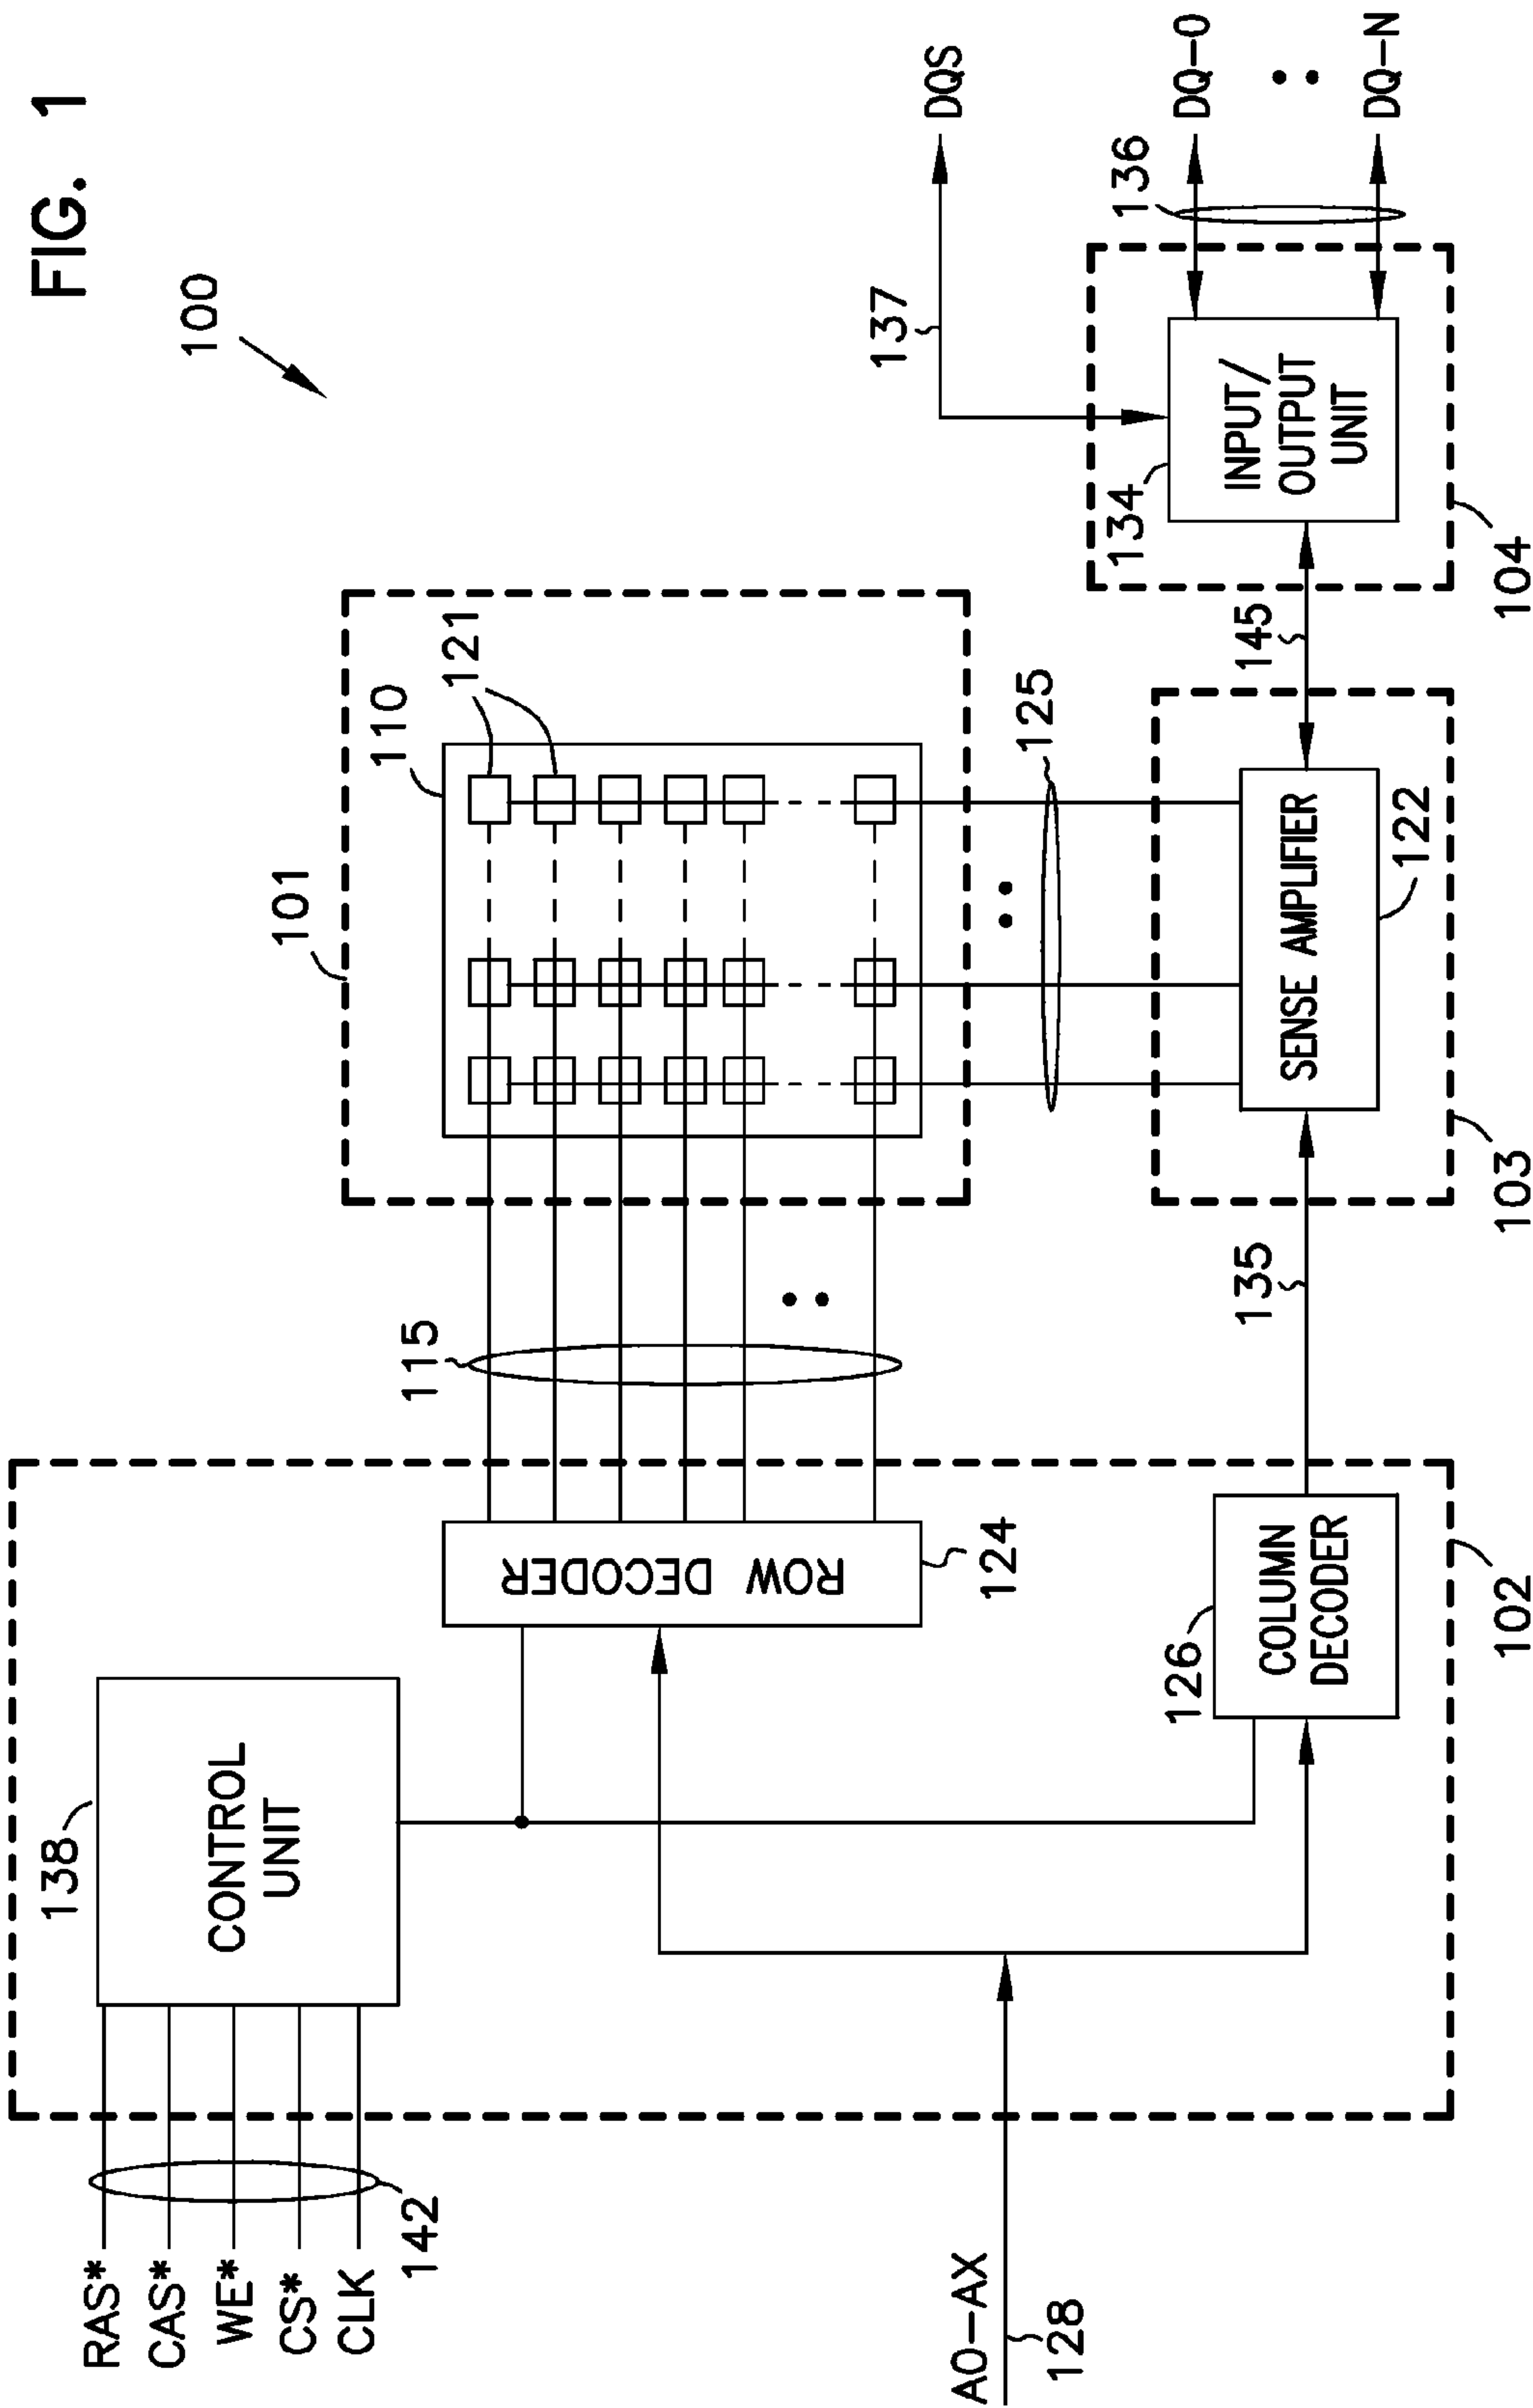 FIG. 1
100
138
CONTROL
UNIT
RAS*
CAS*
WE*
CS*
CLK
142
115
101
110
121
ROW DECODER
124
A0-AX
128
126
COLUMN
DECODER
102
135
125
SENSE AMPLIFIER
122
103
145
134
INPUT/
OUTPUT
UNIT
104
137
DQS
136
DQ-0
DQ-N